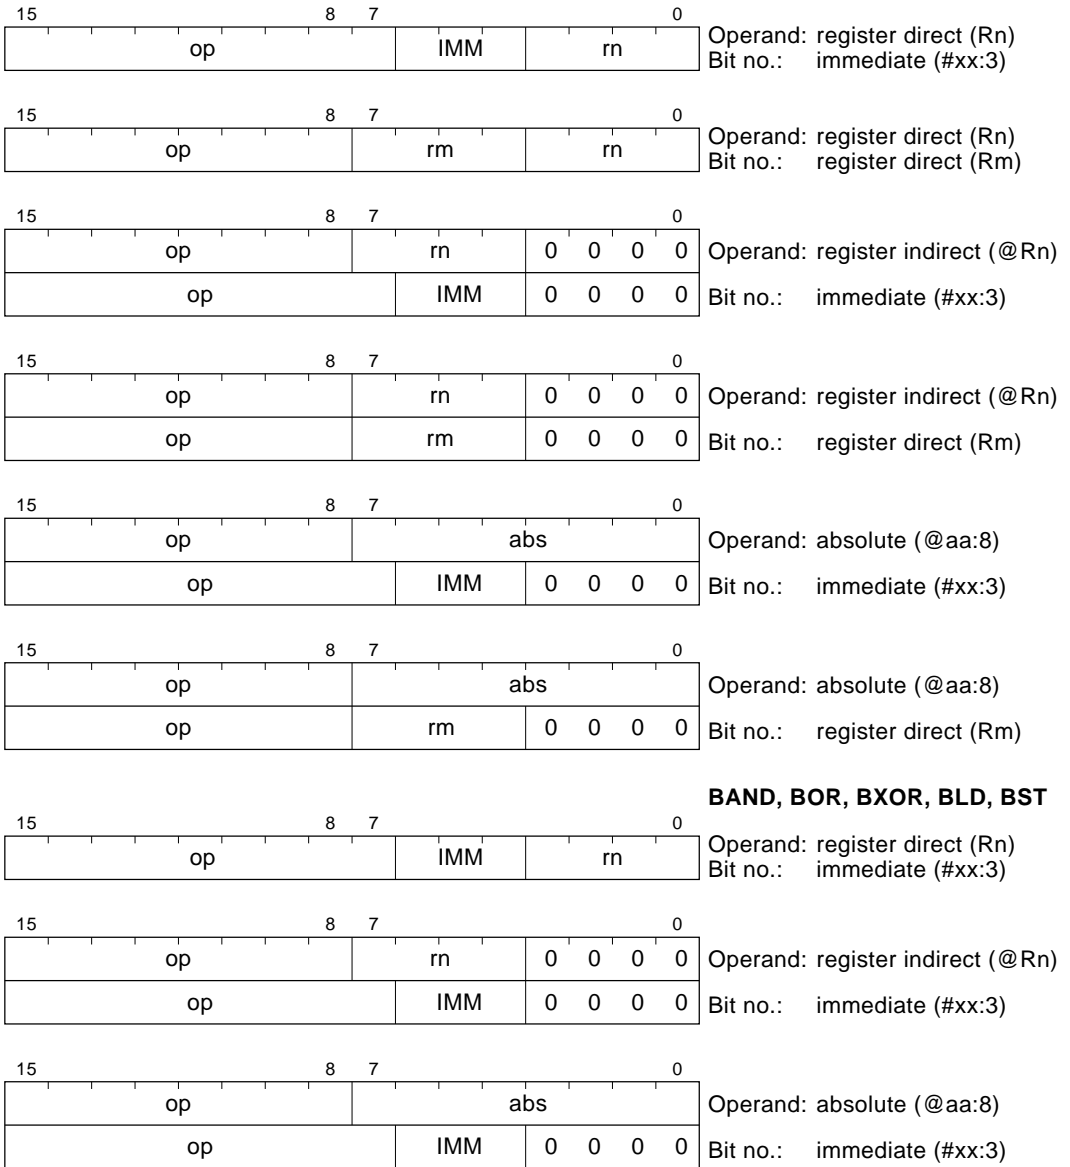 15 8 7 0
op IMM rn Operand: register direct (Rn)
Bit no.: immediate (#xx:3)
15 8 7 0
op rm rn Operand: register direct (Rn)
Bit no.: register direct (Rm)
15 8 7 0
op rn 0 0 0 0 Operand: register indirect (@Rn)
op IMM 0 0 0 0 Bit no.: immediate (#xx:3)
15 8 7 0
op rn 0 0 0 0 Operand: register indirect (@Rn)
op rm 0 0 0 0 Bit no.: register direct (Rm)
15 8 7 0
op abs Operand: absolute (@aa:8)
op IMM 0 0 0 0 Bit no.: immediate (#xx:3)
15 8 7 0
op abs Operand: absolute (@aa:8)
op rm 0 0 0 0 Bit no.: register direct (Rm)
BAND, BOR, BXOR, BLD, BST
15 8 7 0
op IMM rn Operand: register direct (Rn)
Bit no.: immediate (#xx:3)
15 8 7 0
op rn 0 0 0 0 Operand: register indirect (@Rn)
op IMM 0 0 0 0 Bit no.: immediate (#xx:3)
15 8 7 0
op abs Operand: absolute (@aa:8)
op IMM 0 0 0 0 Bit no.: immediate (#xx:3)